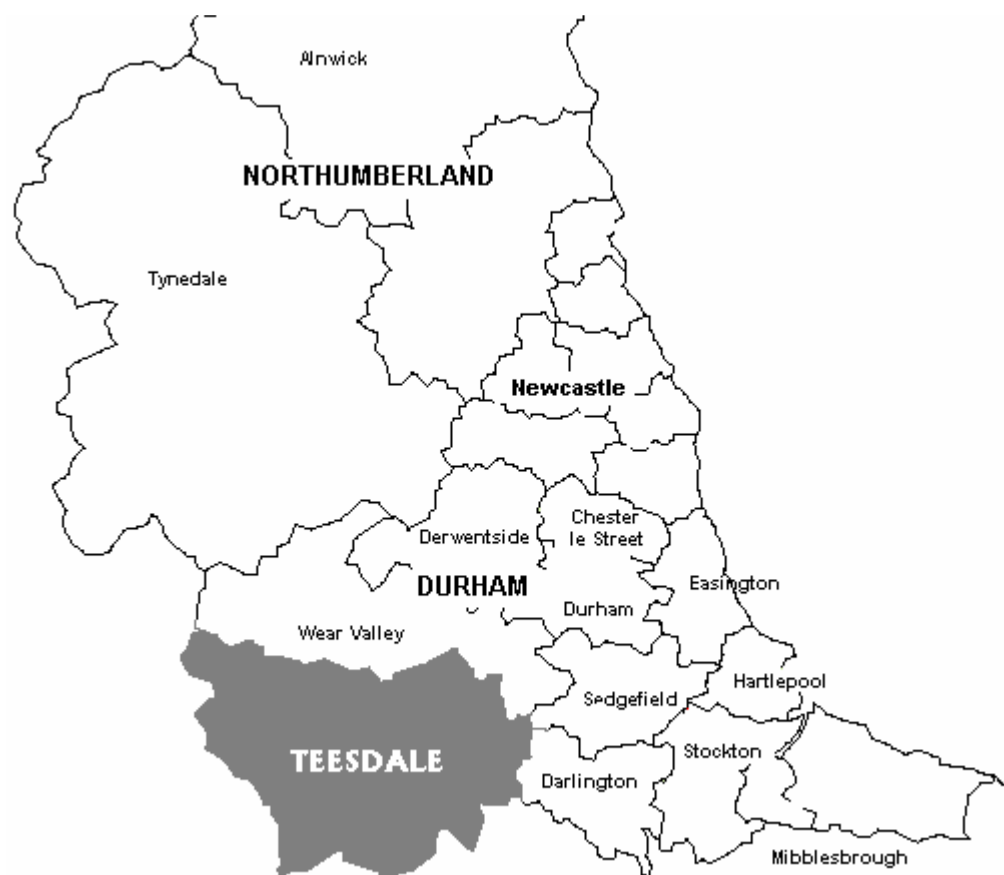 Alnwick
NORTHUMBERLAND
Tynedale
Newcastle
Derwentside
Chester
le Street
DURHAM
Easington
Durham
Wear Valley
Sedgefield
Hartlepool
TEESDALE
Stockton
Darlington
Mibblesbrough